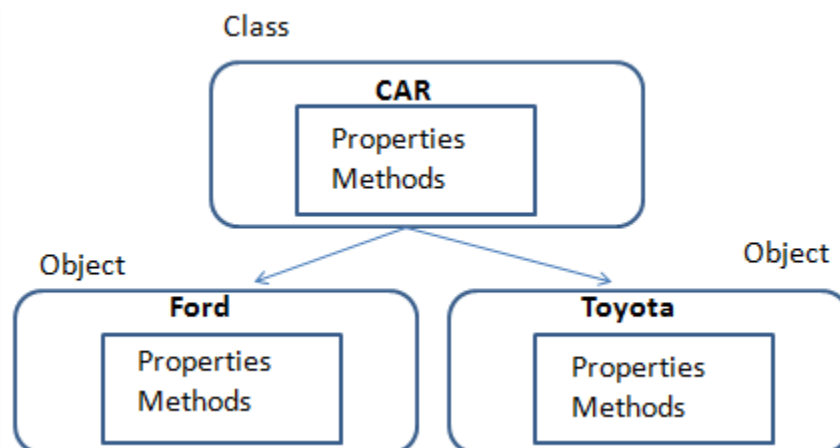 Class
CAR
Properties
Methods
Object
Object
Ford
Properties
Methods
Toyota
Properties
Methods